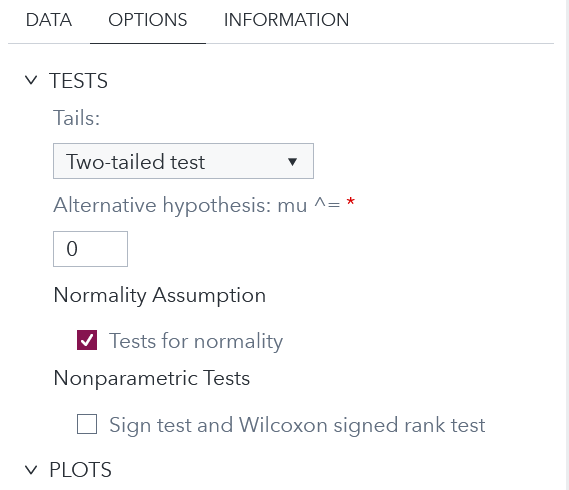 DATA OPTIONS INFORMATION
TESTS
Tails:
Two-tailed test
Alternative hypothesis: mu ^= *
0
Normality Assumption
Tests for normality
Nonparametric Tests
Sign test and Wilcoxon signed rank test
PLOTS